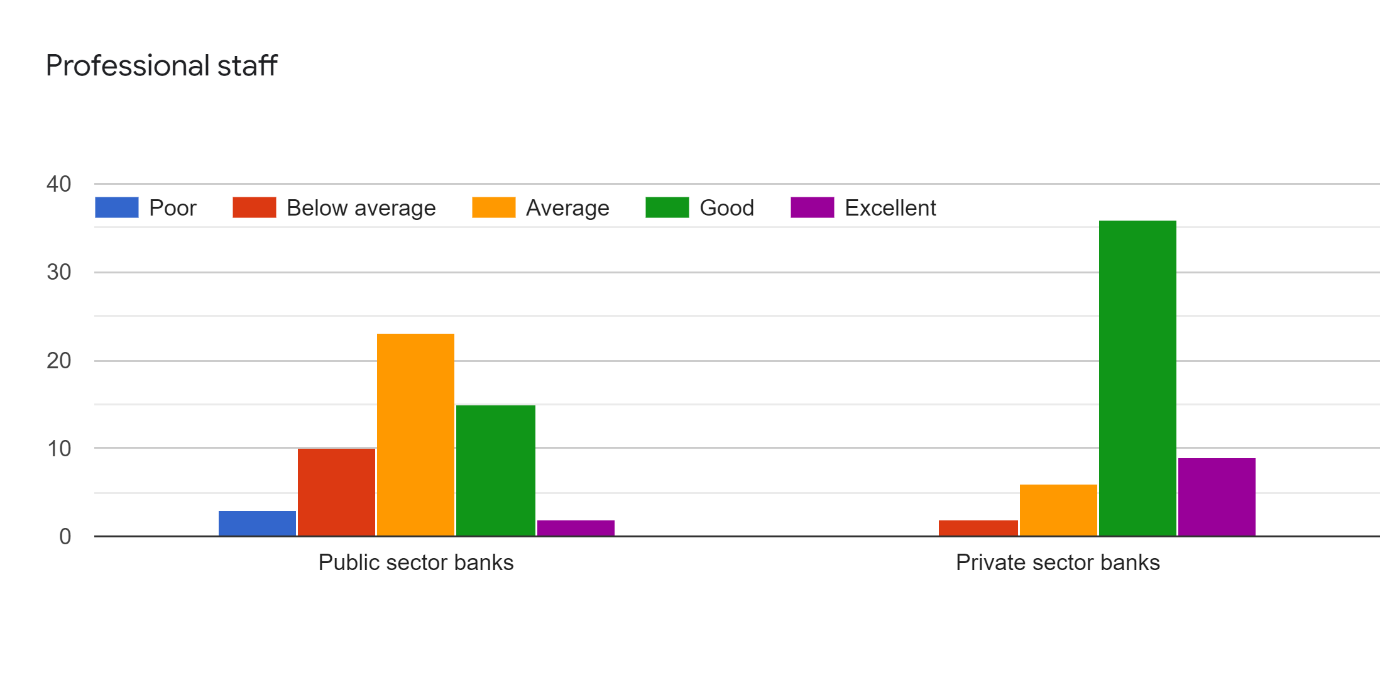 Professional staff
40
Poor Below average Average Good Excellent
30
20
10
0
Public sector banks Private sector banks